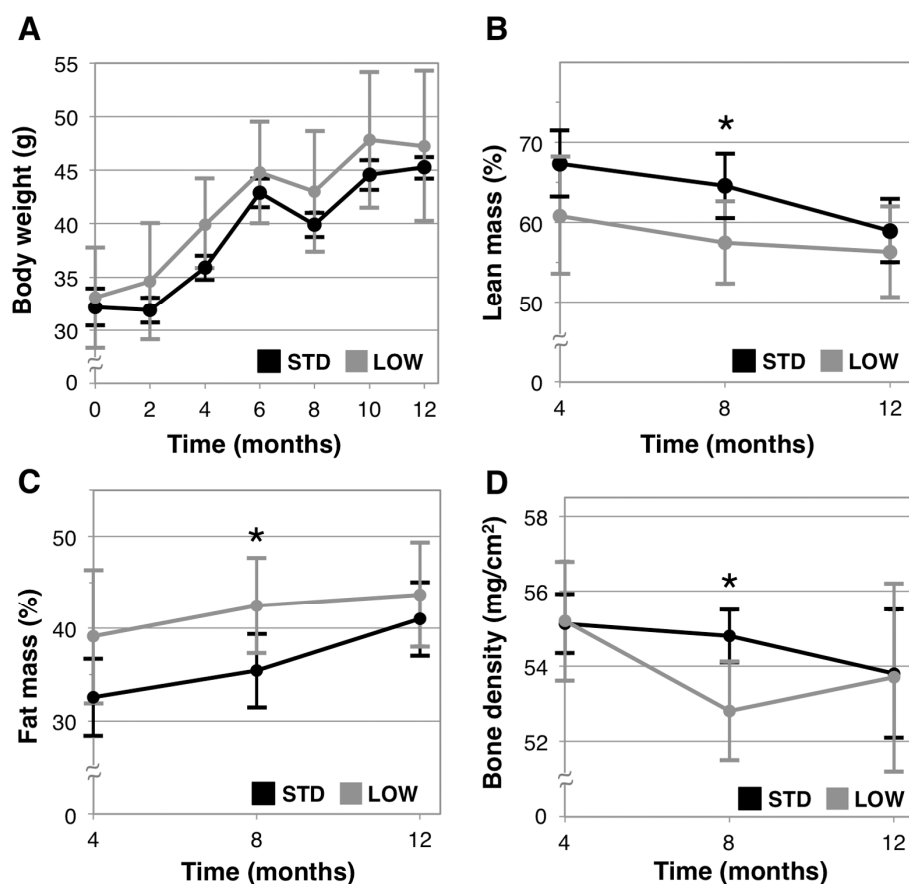 A
Body weight (g)
55
50
45
40
35
30
0
STD LOW
0 2 4 6 8 10 12
Time (months)
B
Lean mass (%)
70
60
50
0
*
STD LOW
4 8 12
Time (months)
C
Fat mass (%)
50
40
30
0
*
STD LOW
4 8 12
Time (months)
D
Bone density (mg/cm²)
58
56
54
52
0
*
STD LOW
4 8 12
Time (months)